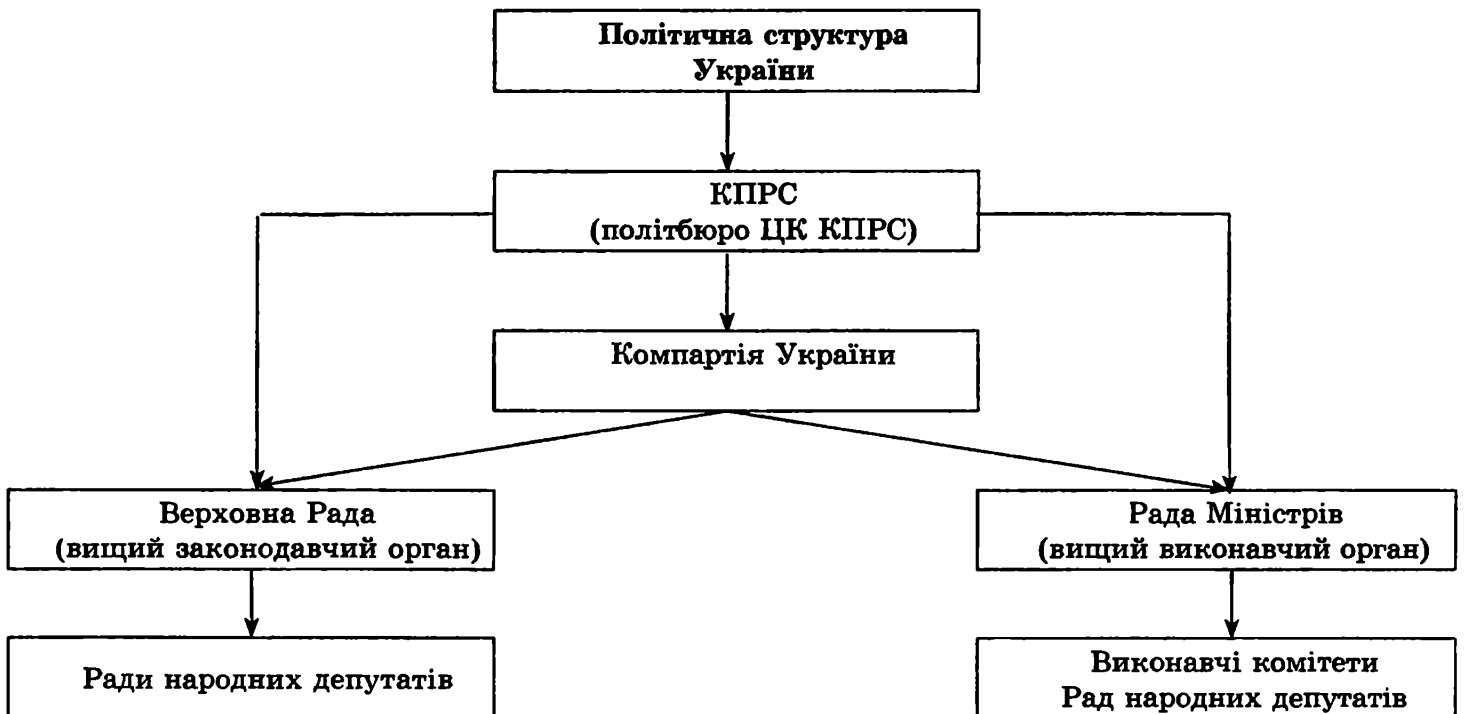 Політична структура
України
КПРС
(політбюро ЦК КПРС)
Компартія України
Верховна Рада
(вищий законодавчий орган)
Рада Міністрів
(вищий виконавчий орган)
Ради народних депутатів
Виконавчі комітети
Рад народних депутатів